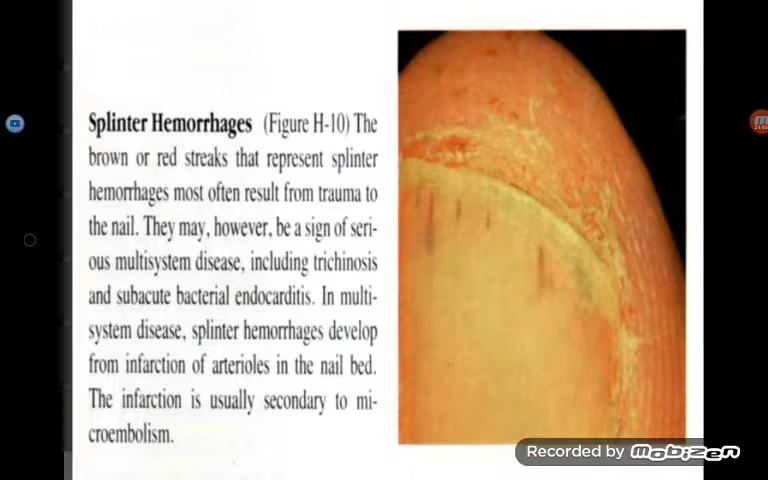 Splinter Hemorrhages (Figure H-10) The
brown or red streaks that represent splinter
hemorrhages most often result from trauma to
the nail. They may, however, be a sign of seri-
ous multisystem disease, including trichinosis
and subacute bacterial endocarditis. In multi-
system disease, splinter hemorrhages develop
from infarction of arterioles in the nail bed.
The infarction is usually secondary to mi-
croembolism.
Recorded by mobizen